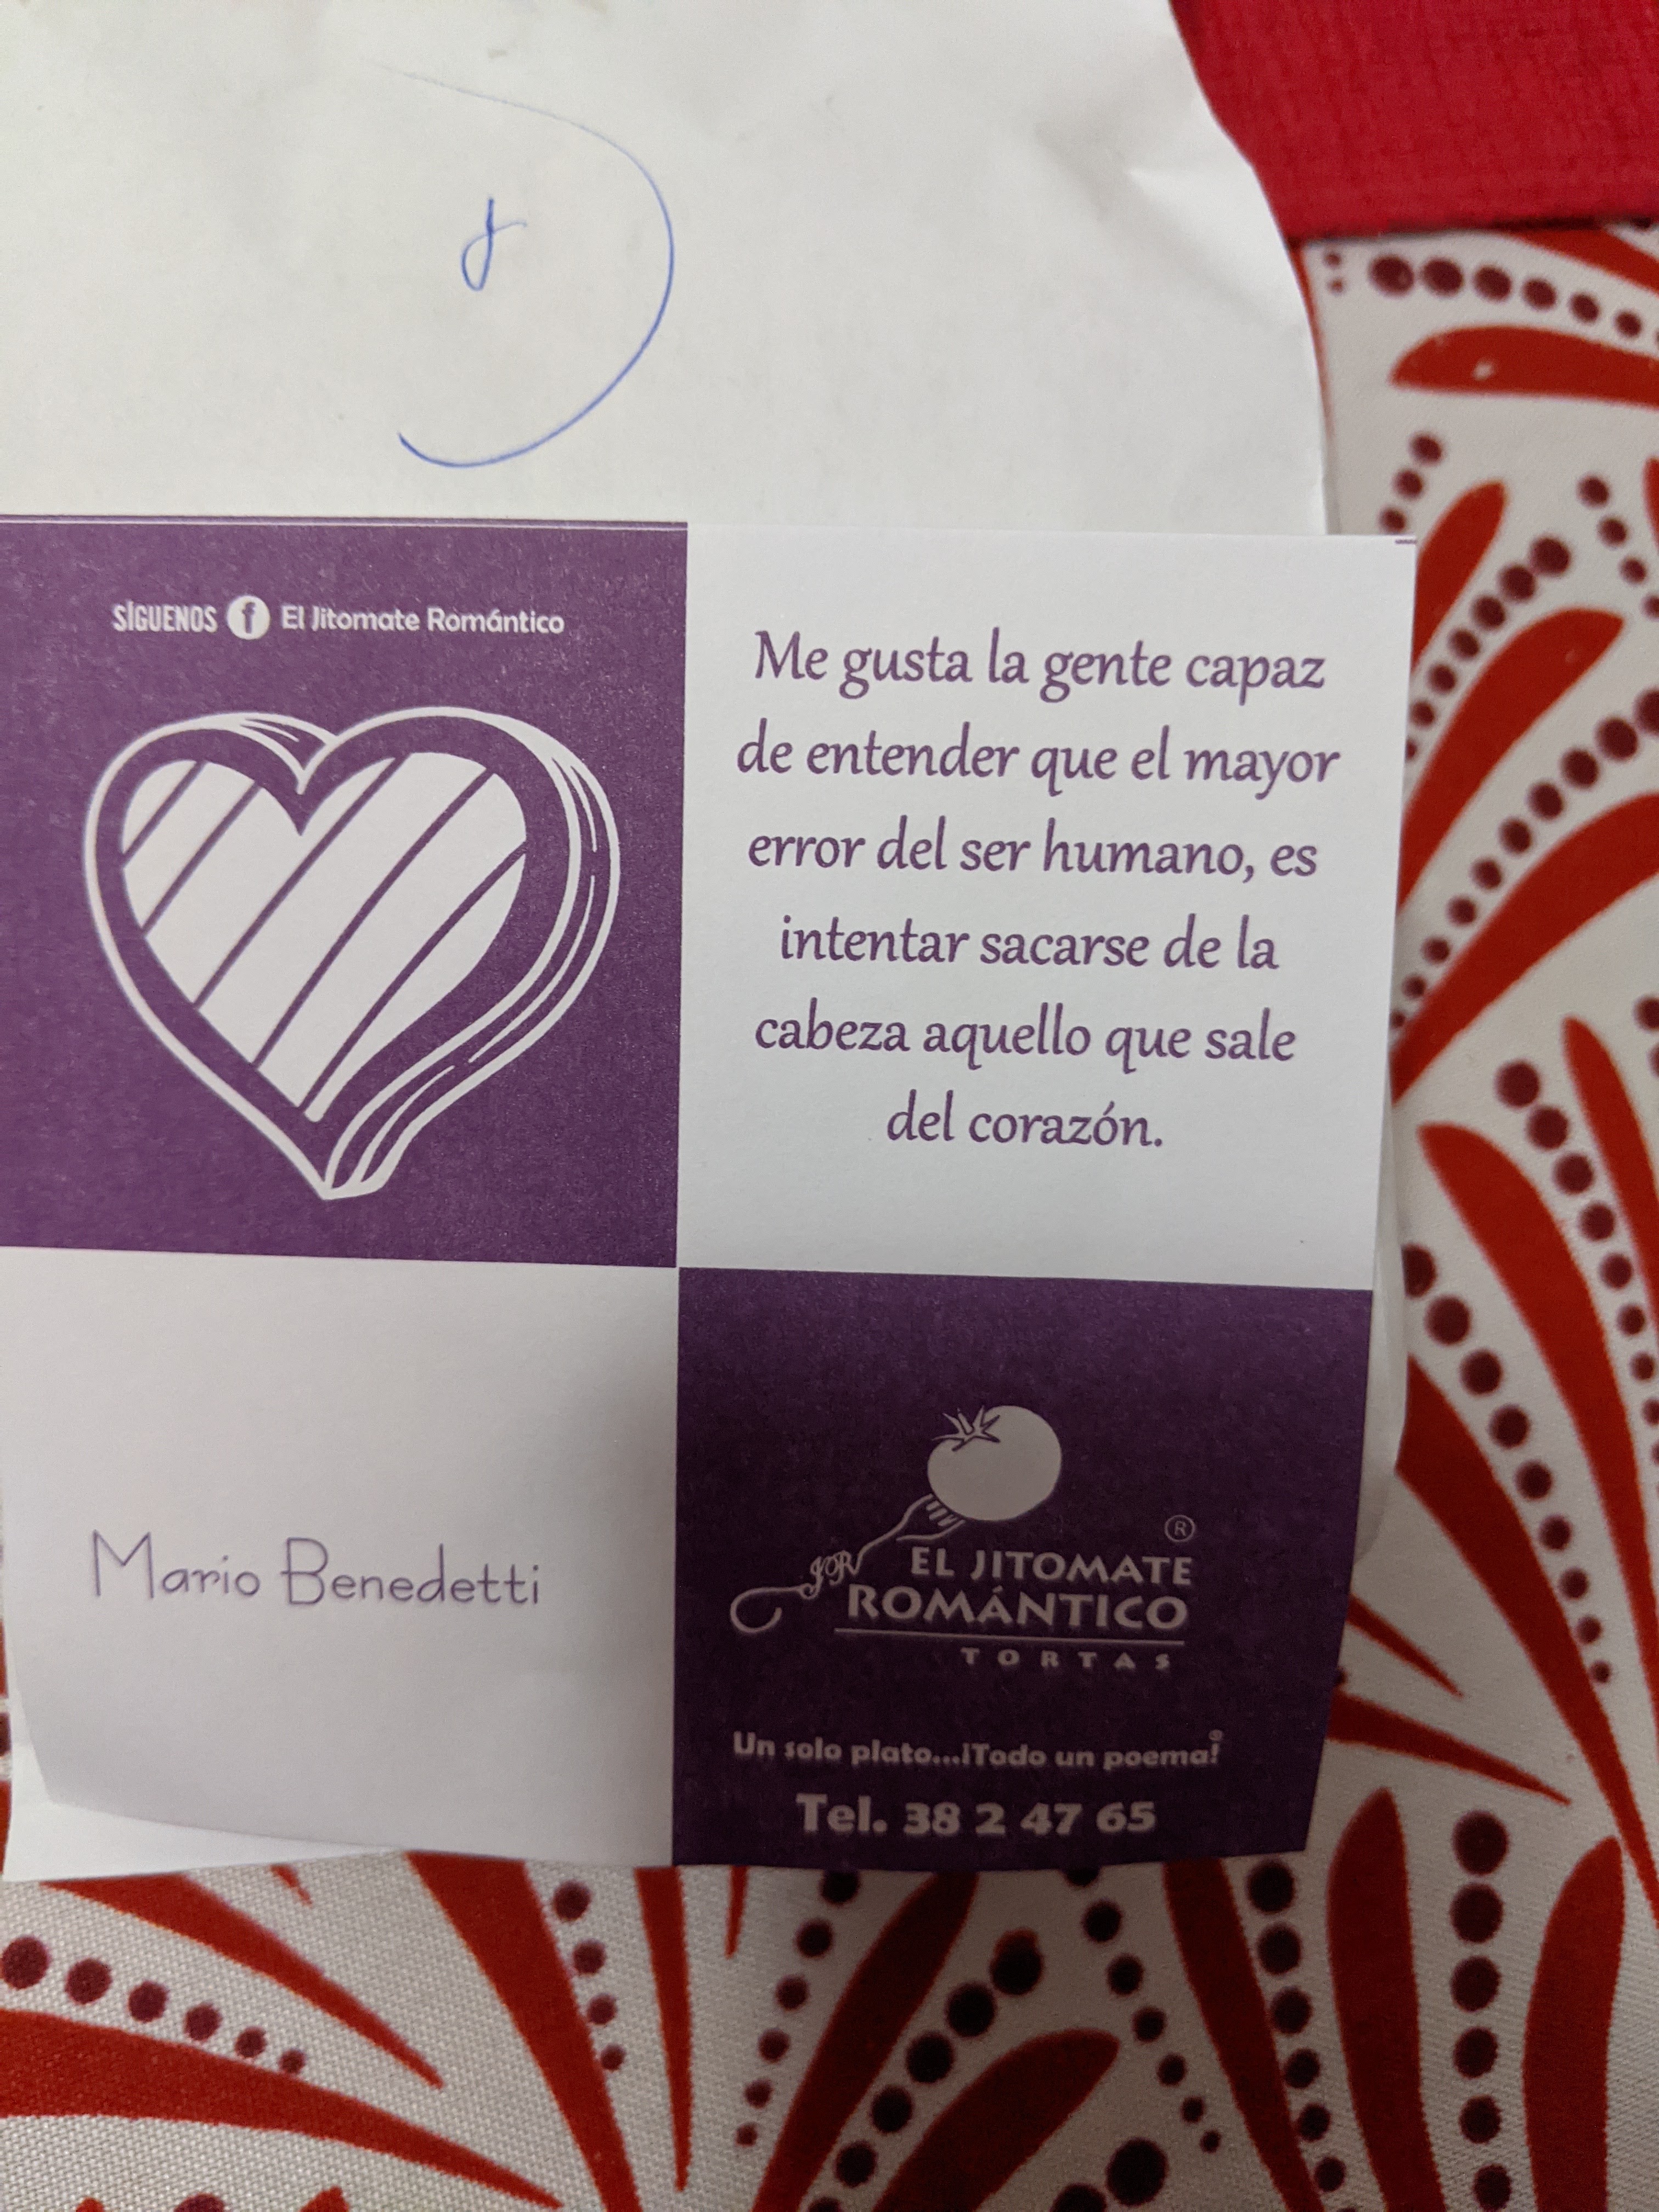 SÍGUENOS f El Jitomate Romántico
Me gusta la gente capaz
de entender que el mayor
error del ser humano, es
intentar sacarse de la
cabeza aquello que sale
del corazón.
Mario Benedetti
JR
EL JITOMATE ®
ROMÁNTICO
TORTAS
Un solo plato...¡Todo un poema!®
Tel. 38 2 47 65